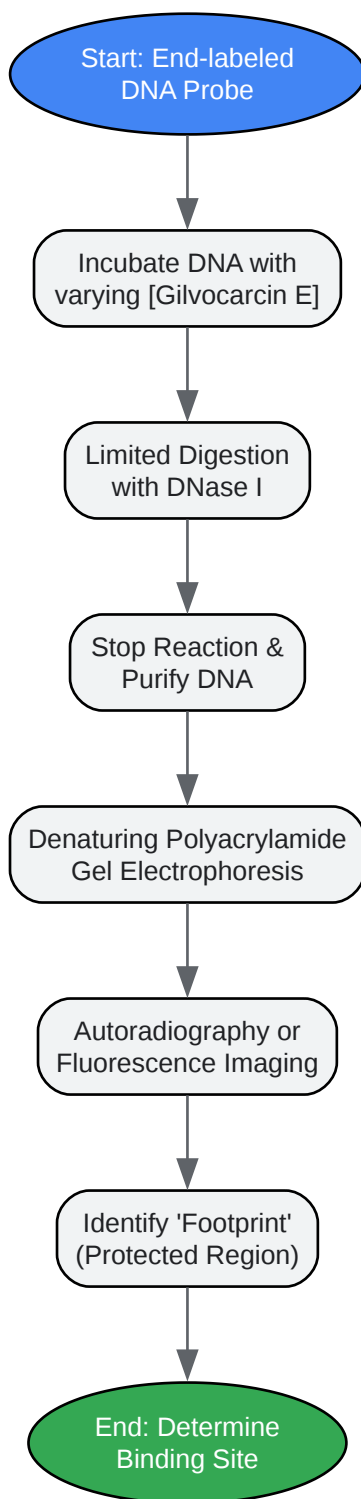 Start: End-labeled
DNA Probe
Incubate DNA with
varying [Gilvocarcin E]
Limited Digestion
with DNase I
Stop Reaction &
Purify DNA
Denaturing Polyacrylamide
Gel Electrophoresis
Autoradiography or
Fluorescence Imaging
Identify 'Footprint'
(Protected Region)
End: Determine
Binding Site